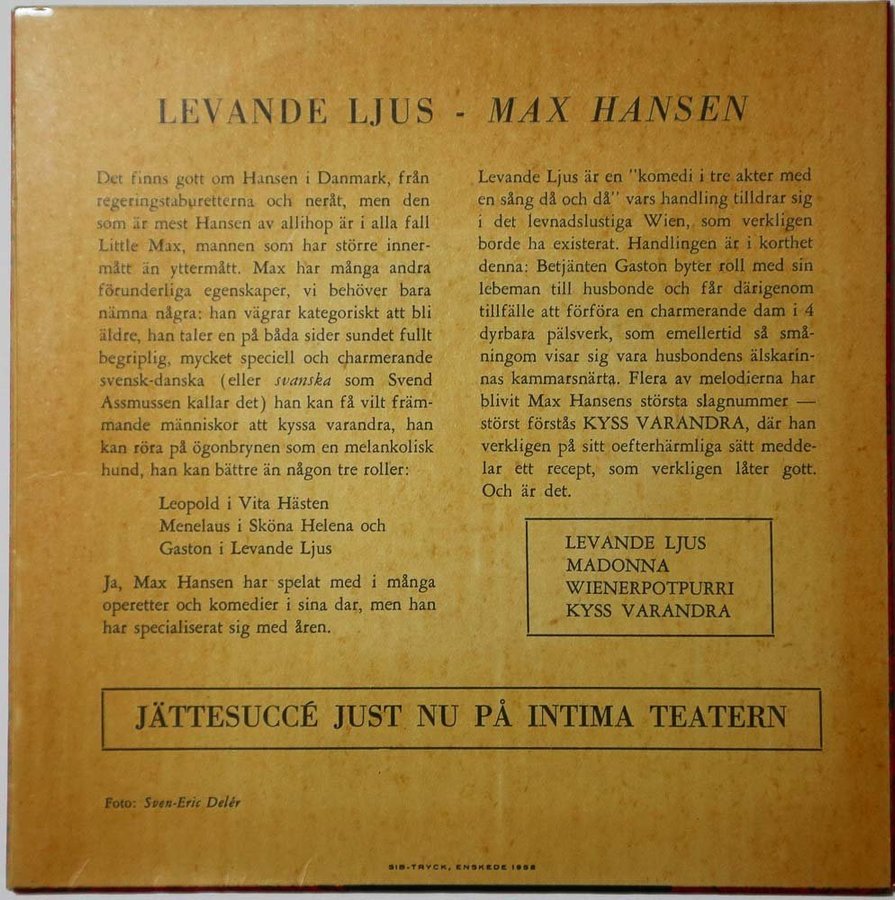 LEVANDE LJUS - MAX HANSEN
Det finns gott om Hansen i Danmark, från
regeringstaburetterna och neråt, men den
som är mest Hansen av allihop är i alla fall
Little Max, mannen som har större inner-
mått än yttermått. Max har många andra
förunderliga egenskaper, vi behöver bara
nämna några: han vägrar kategoriskt att bli
äldre, han taler en på båda sider sundet fullt
begriplig, mycket speciell och charmerande
svensk-danska (eller svanska som Svend
Assmussen kallar det) han kan få vilt främ-
mande människor att kyssa varandra, han
kan röra på ögonbrynen som en melankolisk
hund, han kan bättre än någon tre roller:
Leopold i Vita Hästen
Menelaus i Sköna Helena och
Gaston i Levande Ljus
Ja, Max Hansen har spelat med i många
operetter och komedier i sina dar, men han
har specialiserat sig med åren.
Levande Ljus är en "komedi i tre akter med
en sång då och då" vars handling tilldrar sig
i det levnadslustiga Wien, som verkligen
borde ha existerat. Handlingen är i korthet
denna: Betjänten Gaston byter roll med sin
lebeman till husbonde och får därigenom
tillfälle att förföra en charmerande dam i 4
dyrbara pälsverk, som emellertid så små-
ningom visar sig vara husbondens älskarin-
nas kammarsnärta. Flera av melodierna har
blivit Max Hansens största slagnummer —
störst förstås KYSS VARANDRA, där han
verkligen på sitt oefterhärmliga sätt medde-
lar ett recept, som verkligen låter gott.
Och är det.
LEVANDE LJUS
MADONNA
WIENERPOTPURRI
KYSS VARANDRA
JÄTTESUCCÉ JUST NU PÅ INTIMA TEATERN
Foto: Sven-Eric Delér
SIB-TRYCK, ENSKEDE 1958